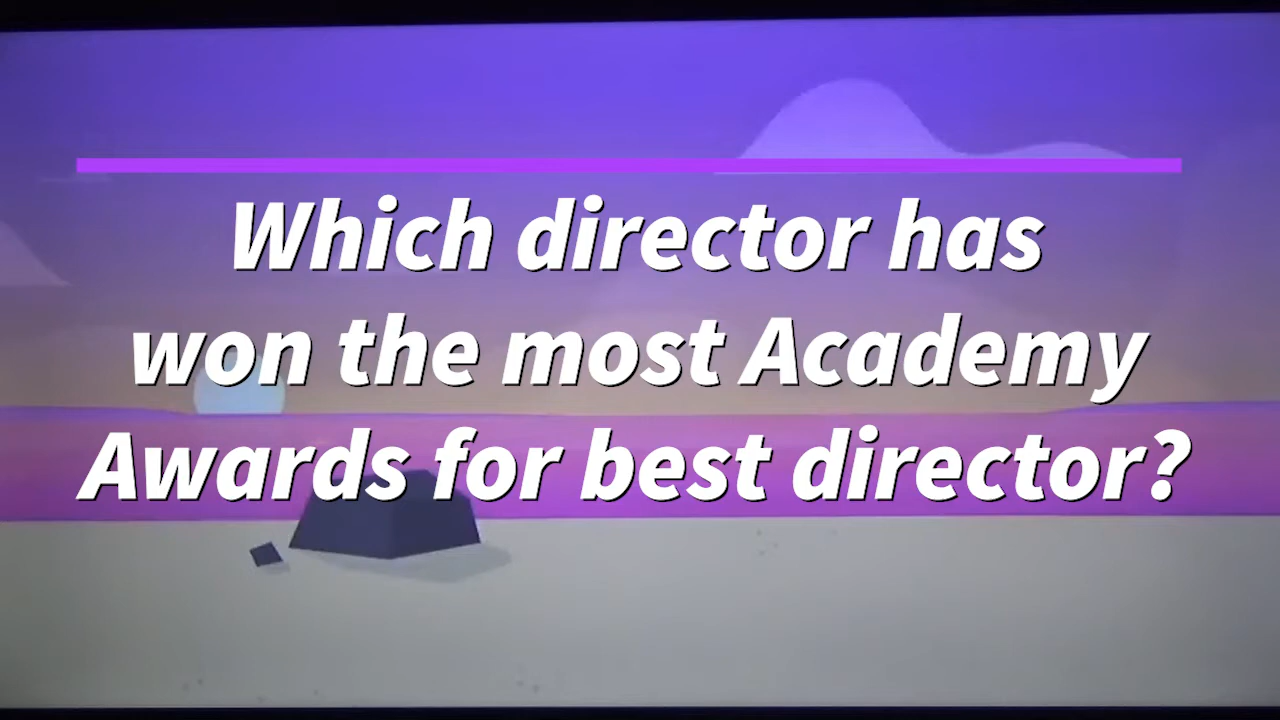 Which director has
won the most Academy
Awards for best director?